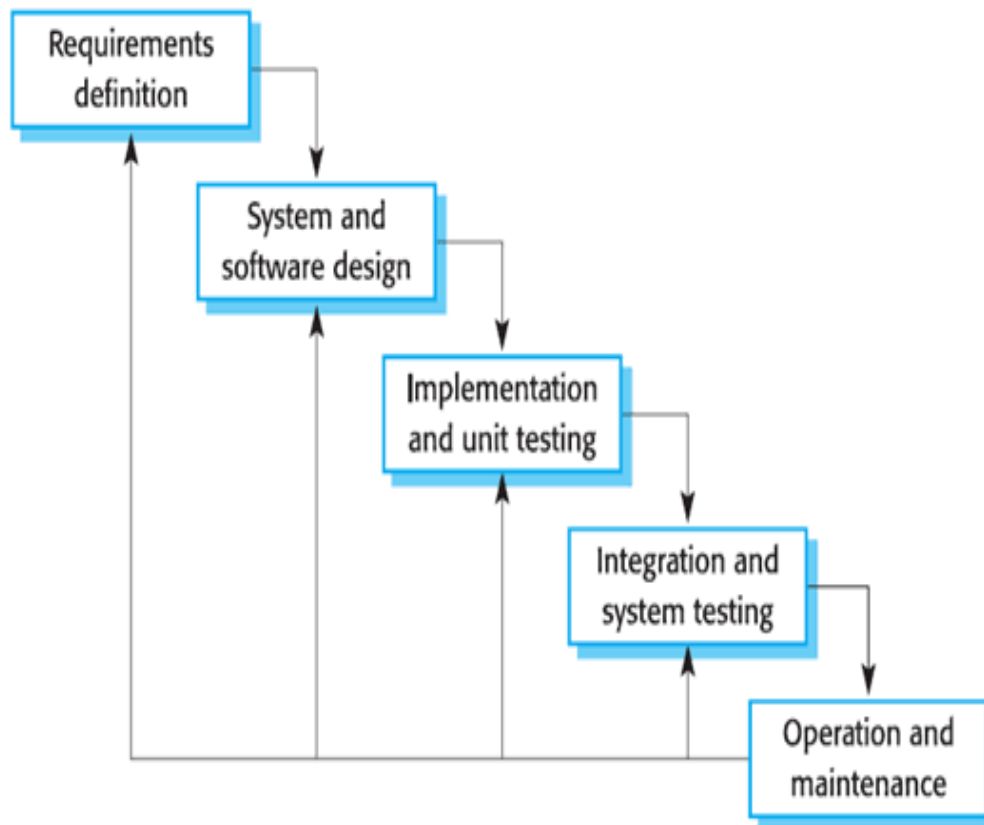 Requirements
definition
System and
software design
Implementation
and unit testing
Integration and
system testing
Operation and
maintenance